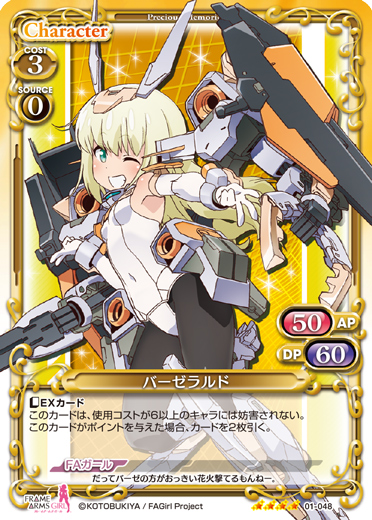 Precious Memories
Character
COST
3
SOURCE
0
50 AP
DP 60
バーゼラルド
EXカード
このカードは、使用コストが6以上のキャラには妨害されない。
このカードがポイントを与えた場合、カードを2枚引く。
FAガール
だってバーゼの方がおっきい花火撃てるもんねー。
FRAME
ARMS GIRL
©KOTOBUKIYA / FAGirl Project
01-048